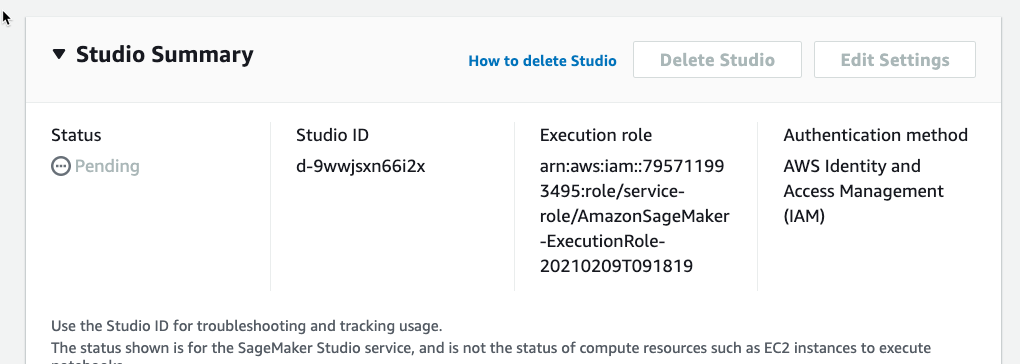 ▼ Studio Summary
How to delete Studio
Delete Studio
Edit Settings
Status
Pending
Studio ID
d-9wwjsxn66i2x
Execution role
arn:aws:iam::79571199
3495:role/service-
role/AmazonSageMaker
-ExecutionRole-
20210209T091819
Authentication method
AWS Identity and
Access Management
(IAM)
Use the Studio ID for troubleshooting and tracking usage.
The status shown is for the SageMaker Studio service, and is not the status of compute resources such as EC2 instances to execute
notebooks.